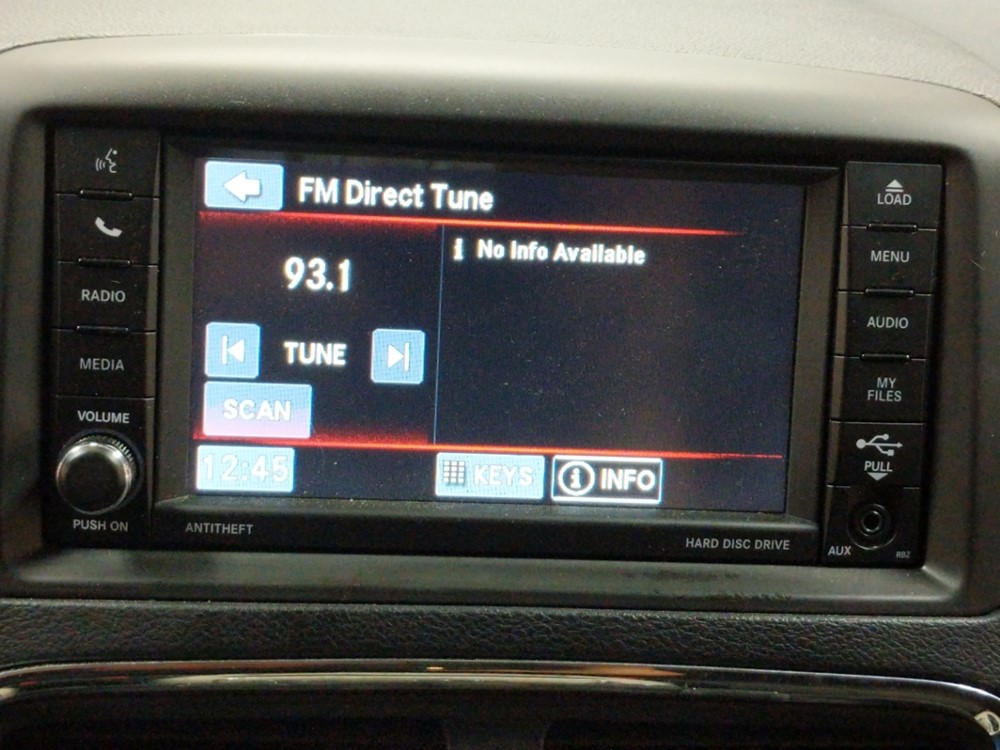 FM Direct Tune
93.1
i No Info Available
TUNE
SCAN
12:45
KEYS
i INFO
RADIO
MEDIA
VOLUME
PUSH ON
ANTITHEFT
HARD DISC DRIVE
LOAD
MENU
AUDIO
MY
FILES
PULL
AUX
RBZ